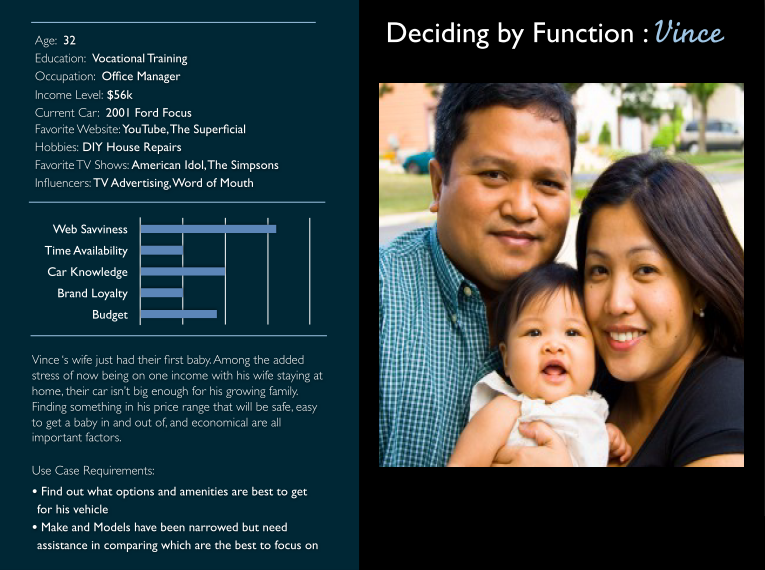 Deciding by Function : Vince
Age: 32
Education: Vocational Training
Occupation: Office Manager
Income Level: $56k
Current Car: 2001 Ford Focus
Favorite Website: YouTube, The Superficial
Hobbies: DIY House Repairs
Favorite TV Shows: American Idol, The Simpsons
Influencers: TV Advertising, Word of Mouth
Web Savviness
Time Availability
Car Knowledge
Brand Loyalty
Budget
Vince 's wife just had their first baby. Among the added
stress of now being on one income with his wife staying at
home, their car isn't big enough for his growing family.
Finding something in his price range that will be safe, easy
to get a baby in and out of, and economical are all
important factors.
Use Case Requirements:
• Find out what options and amenities are best to get
for his vehicle
• Make and Models have been narrowed but need
assistance in comparing which are the best to focus on